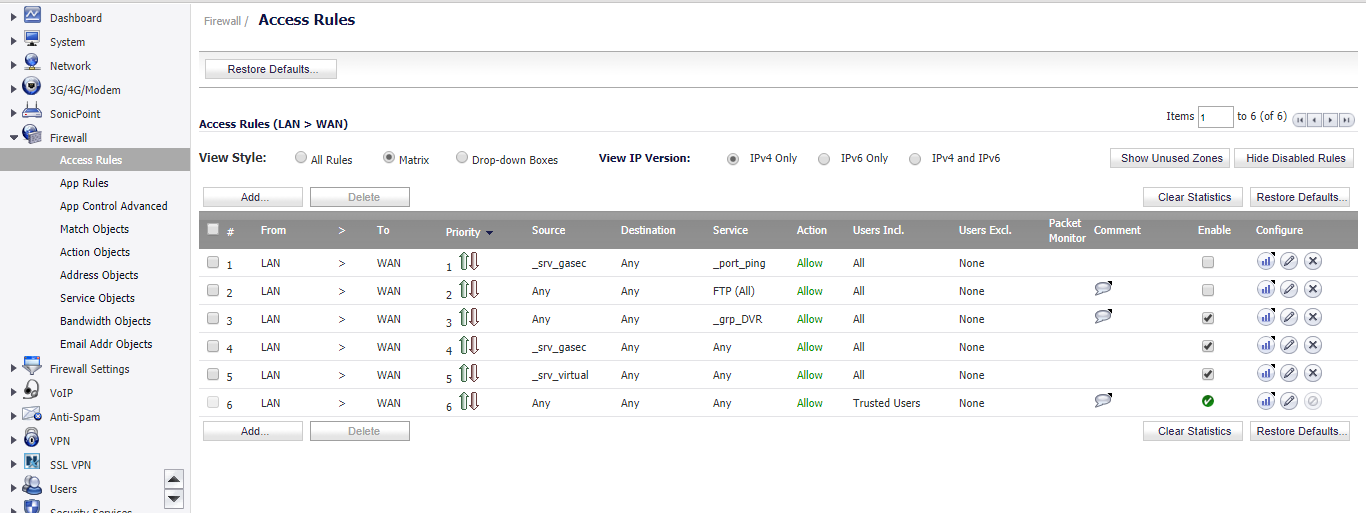 Dashboard
System
Network
3G/4G/Modem
SonicPoint
Firewall
Access Rules
App Rules
App Control Advanced
Match Objects
Action Objects
Address Objects
Service Objects
Bandwidth Objects
Email Addr Objects
Firewall Settings
VoIP
Anti-Spam
VPN
SSL VPN
Users
Security Services
Firewall / Access Rules
Restore Defaults...
Access Rules (LAN > WAN) Items 1 to 6 (of 6)
View Style: All Rules Matrix Drop-down Boxes View IP Version: IPv4 Only IPv6 Only IPv4 and IPv6 Show Unused Zones Hide Disabled Rules
Add... Delete Clear Statistics Restore Defaults...
# From > To Priority Source Destination Service Action Users Incl. Users Excl. Packet Monitor Comment Enable Configure
1 LAN > WAN 1 _srv_gasec Any _port_ping Allow All None
2 LAN > WAN 2 Any Any FTP (All) Allow All None
3 LAN > WAN 3 Any Any _grp_DVR Allow All None
4 LAN > WAN 4 _srv_gasec Any Any Allow All None
5 LAN > WAN 5 _srv_virtual Any Any Allow All None
6 LAN > WAN 6 Any Any Any Allow Trusted Users None
Add... Delete Clear Statistics Restore Defaults...